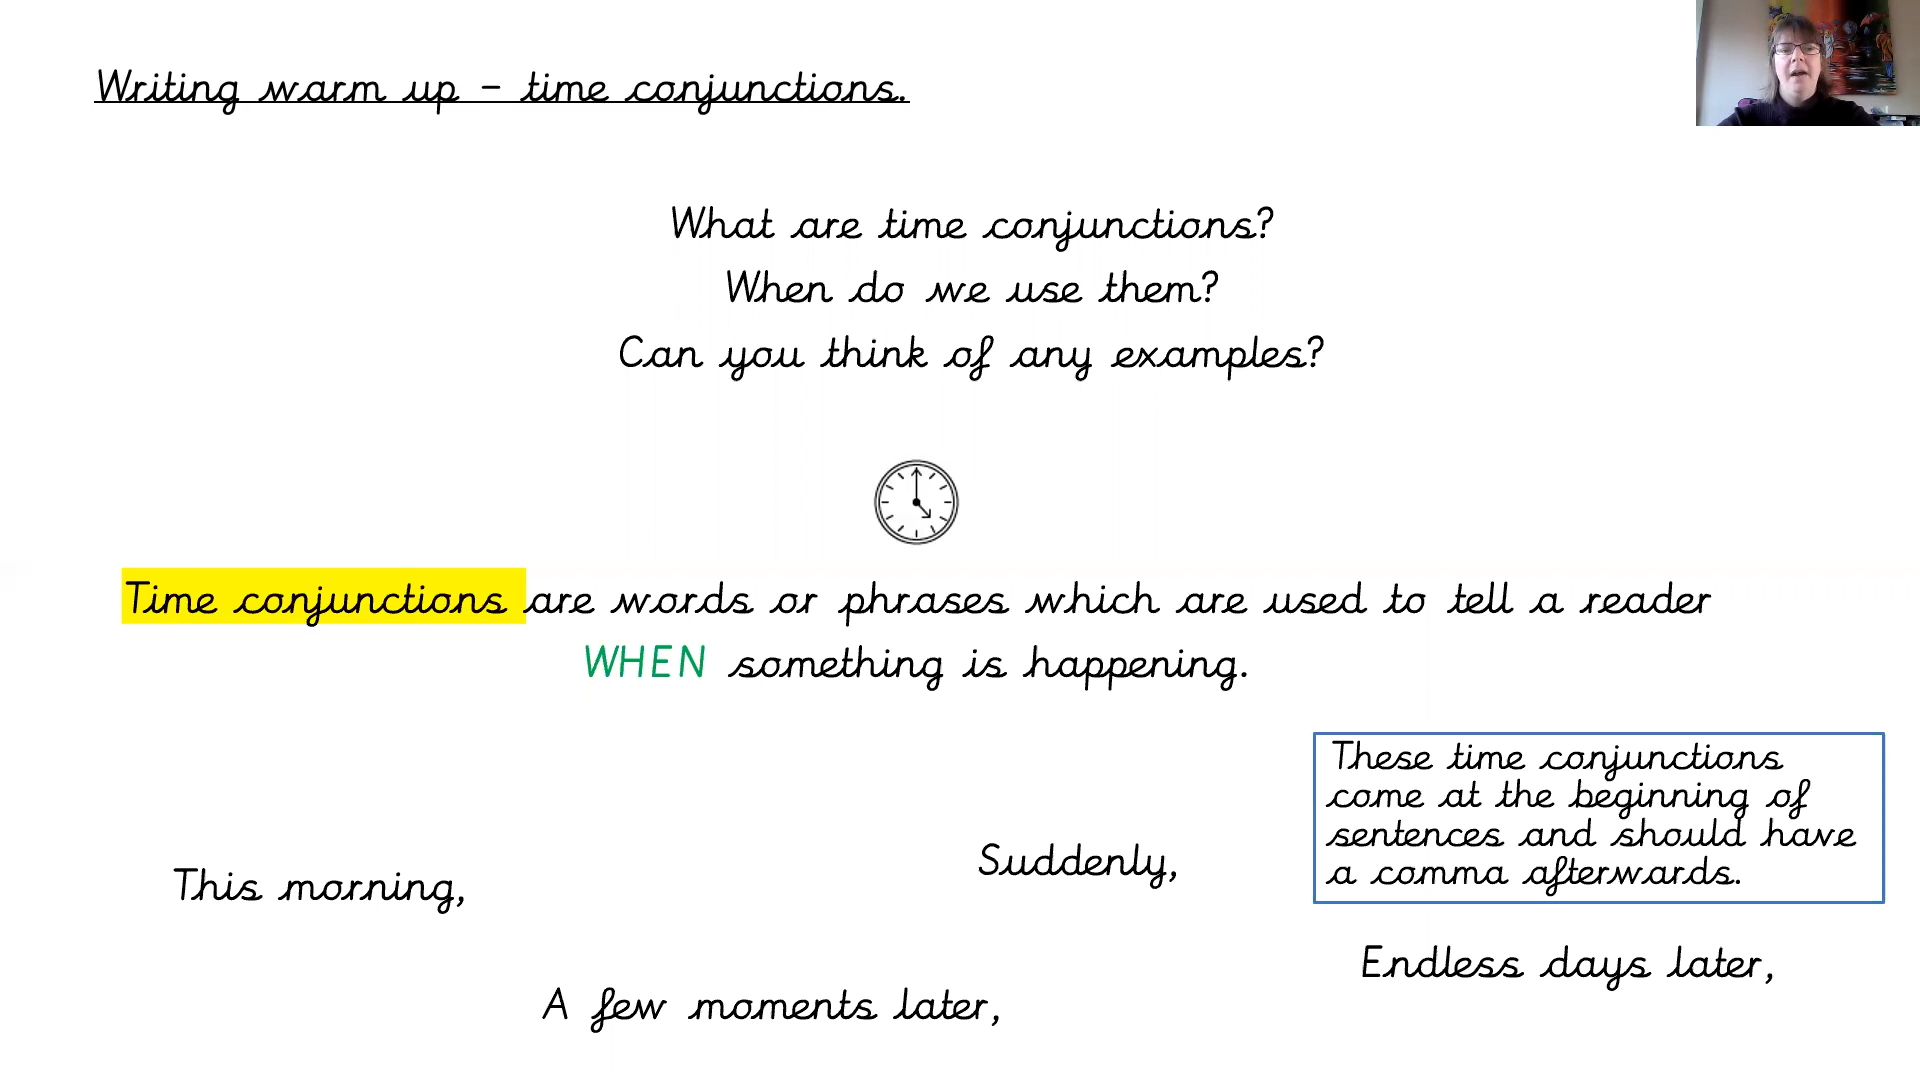 Writing warm up – time conjunctions.
What are time conjunctions?
When do we use them?
Can you think of any examples?
Time conjunctions are words or phrases which are used to tell a reader
WHEN something is happening.
These time conjunctions
come at the beginning of
sentences and should have
a comma afterwards.
Suddenly,
This morning,
Endless days later,
A few moments later,